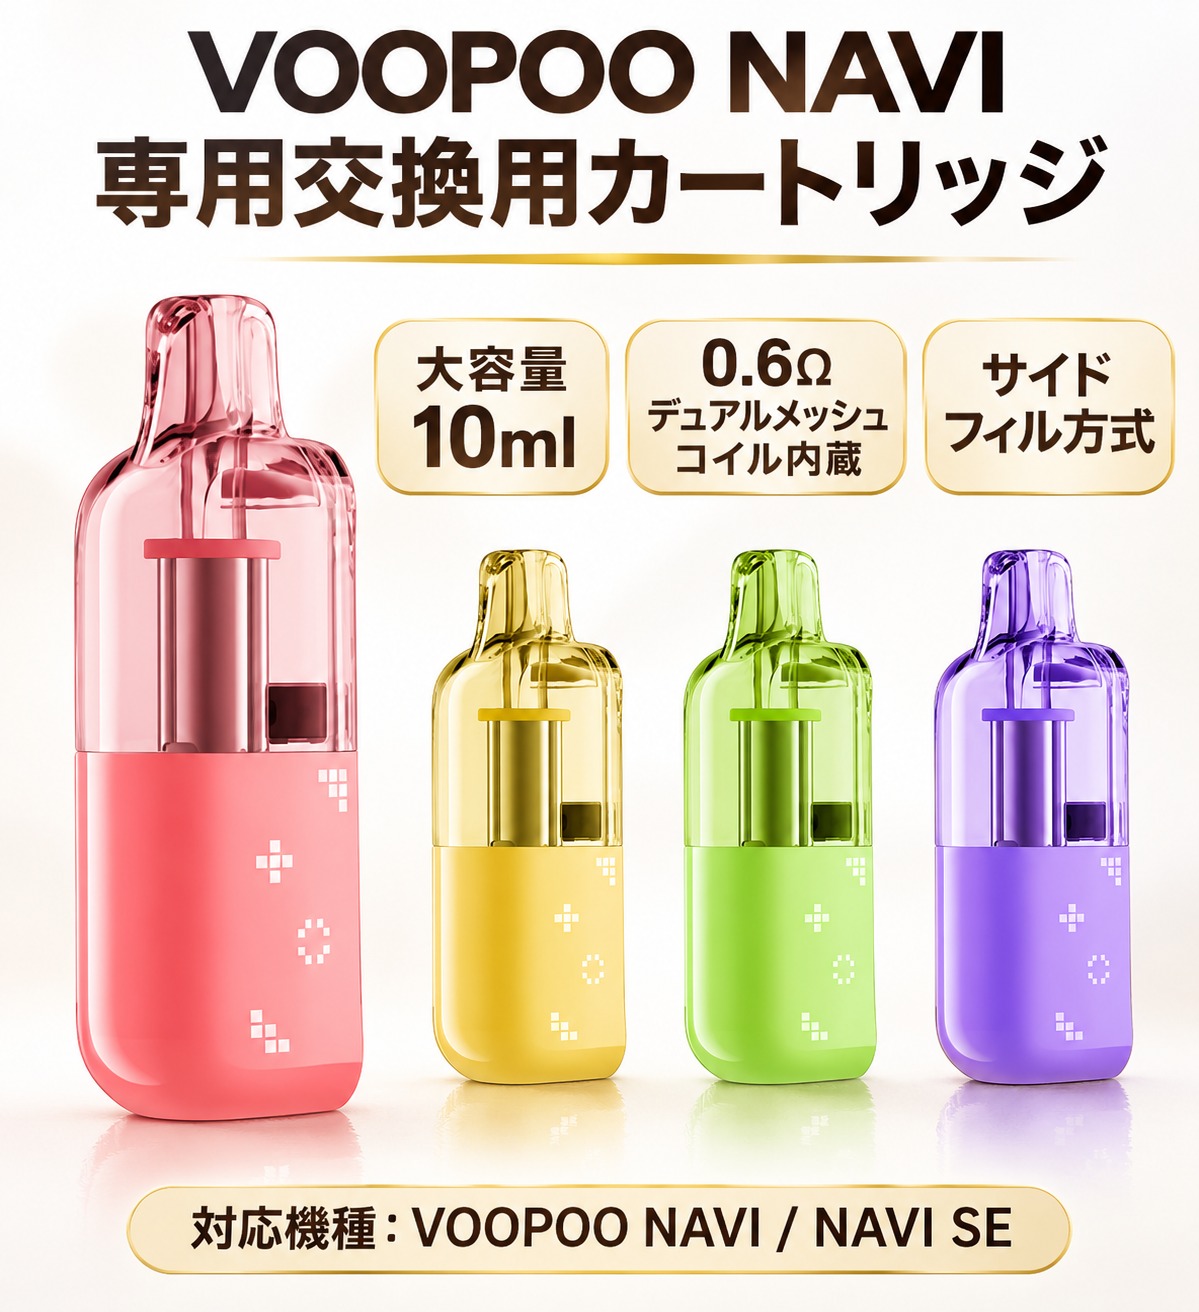 VOOPOO NAVI
専用交換用カートリッジ
大容量
10ml
0.6Ω
デュアルメッシュ
コイル内蔵
サイド
フィル方式
対応機種：VOOPOO NAVI / NAVI SE